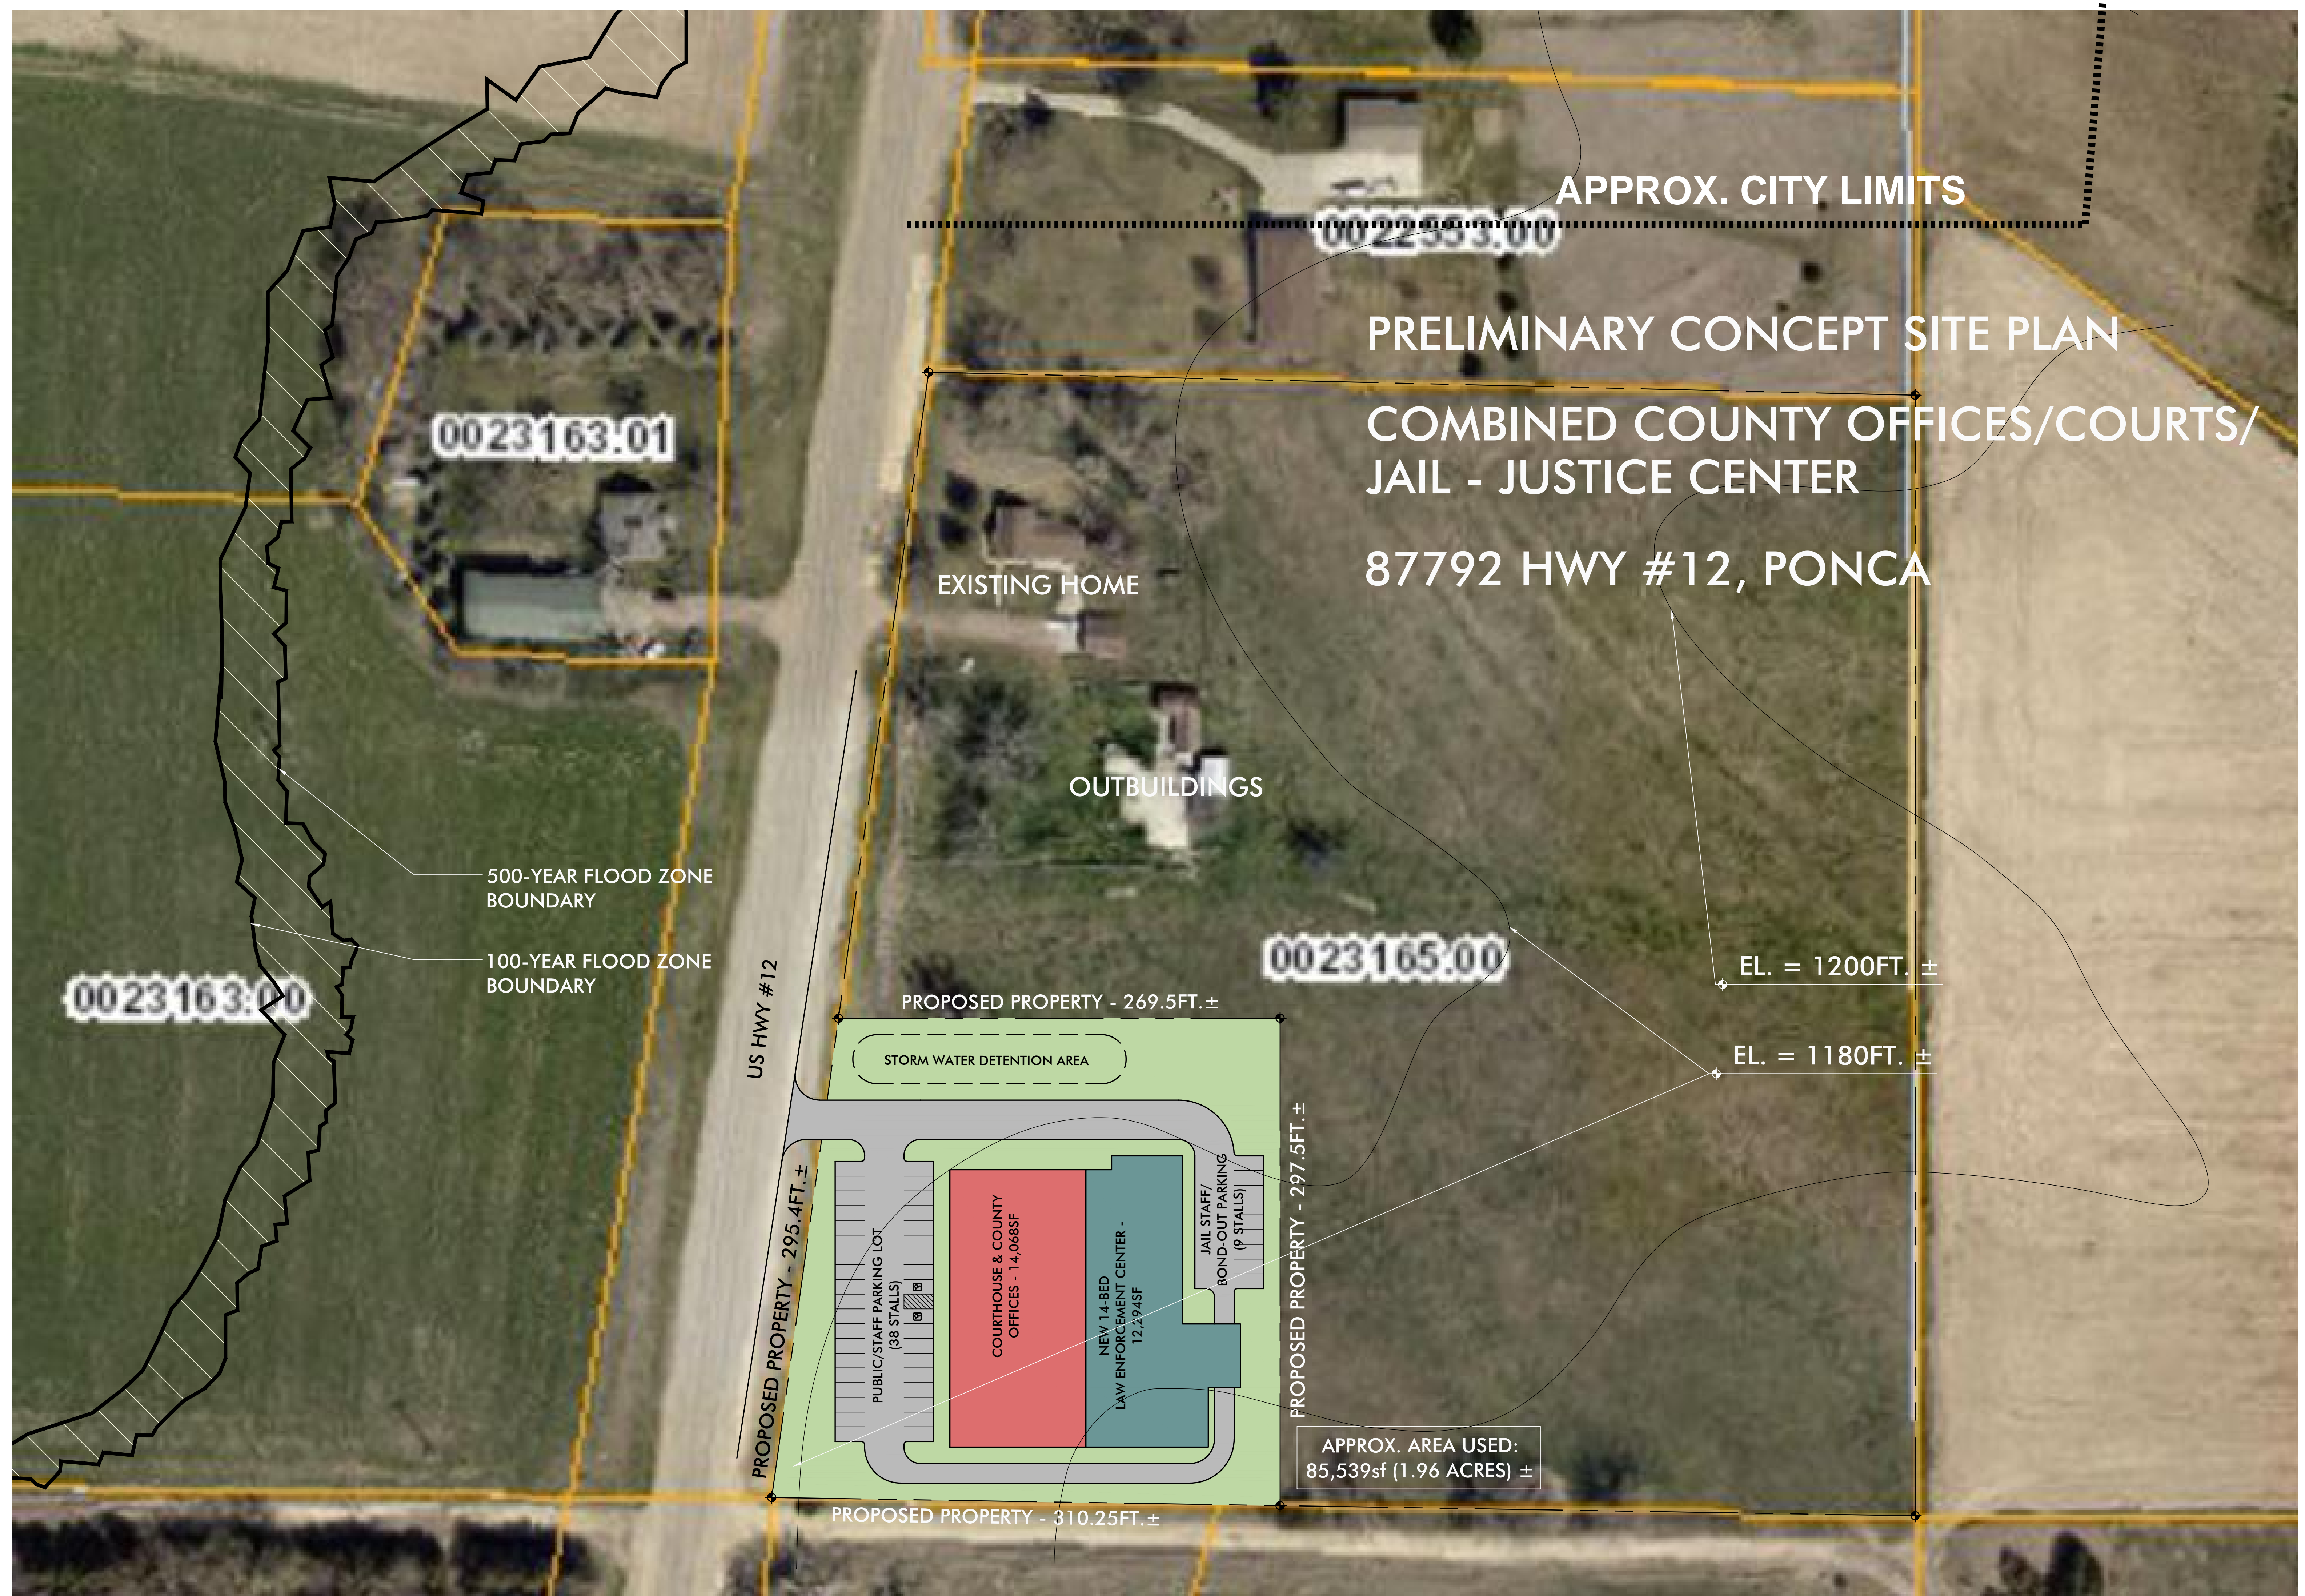 APPROX. CITY LIMITS
0022553.00
PRELIMINARY CONCEPT SITE PLAN
COMBINED COUNTY OFFICES/COURTS/
JAIL - JUSTICE CENTER
87792 HWY #12, PONCA
0023163.01
EXISTING HOME
OUTBUILDINGS
500-YEAR FLOOD ZONE
BOUNDARY
100-YEAR FLOOD ZONE
BOUNDARY
0023163:00
0023165:00
EL. = 1200FT. ±
EL. = 1180FT. ±
US HWY #12
PROPOSED PROPERTY - 269.5FT.±
STORM WATER DETENTION AREA
PROPOSED PROPERTY - 295.4FT.±
PUBLIC/STAFF PARKING LOT
(38 STALLS)
COURTHOUSE & COUNTY
OFFICES - 14,068SF
NEW 14-BED
LAW ENFORCEMENT CENTER -
12,294SF
JAIL STAFF/
BOND-OUT PARKING
(9 STALLS)
PROPOSED PROPERTY - 297.5FT.±
APPROX. AREA USED:
85,539sf (1.96 ACRES) ±
PROPOSED PROPERTY - 310.25FT.±